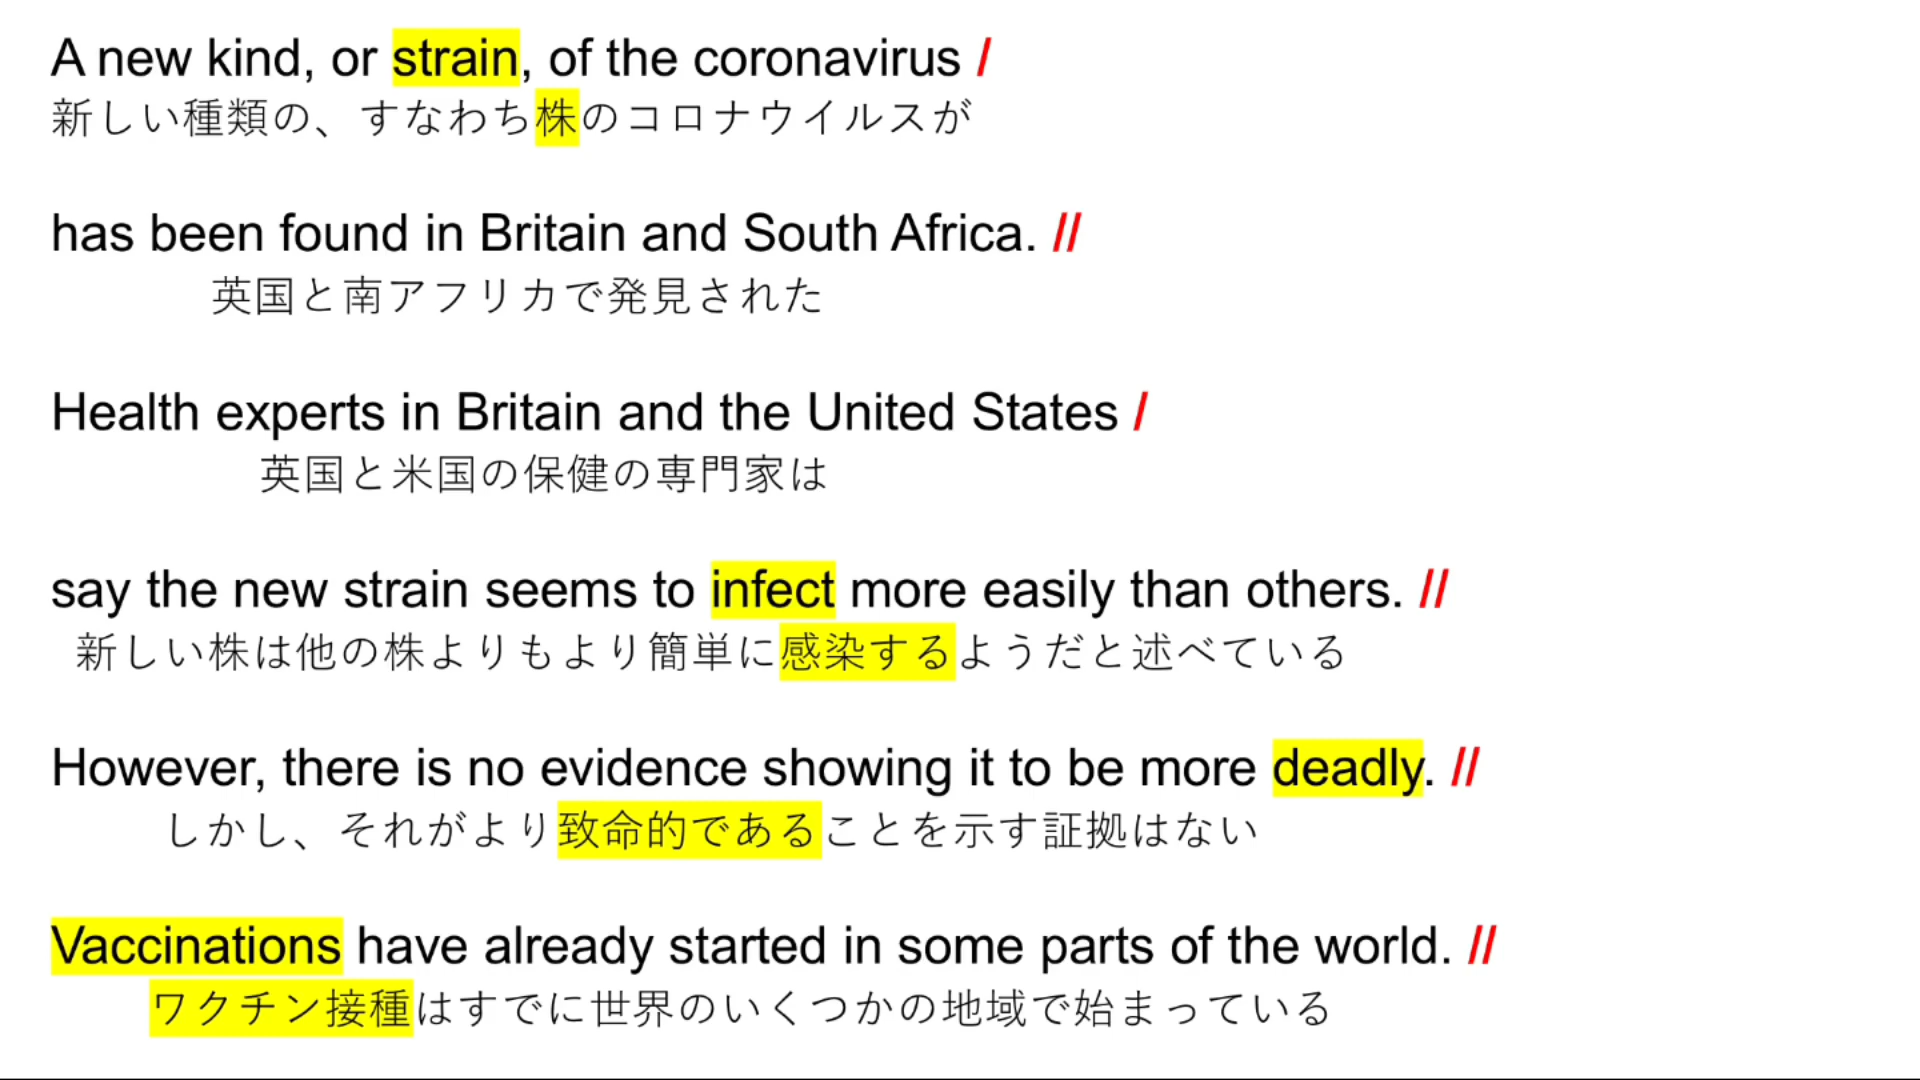 A new kind, or strain, of the coronavirus /
新しい種類の、すなわち株のコロナウイルスが
has been found in Britain and South Africa. //
英国と南アフリカで発見された
Health experts in Britain and the United States /
英国と米国の保健の専門家は
say the new strain seems to infect more easily than others. //
新しい株は他の株よりもより簡単に感染するようだと述べている
However, there is no evidence showing it to be more deadly. //
しかし、それがより致命的であることを示す証拠はない
Vaccinations have already started in some parts of the world. //
ワクチン接種はすでに世界のいくつかの地域で始まっている